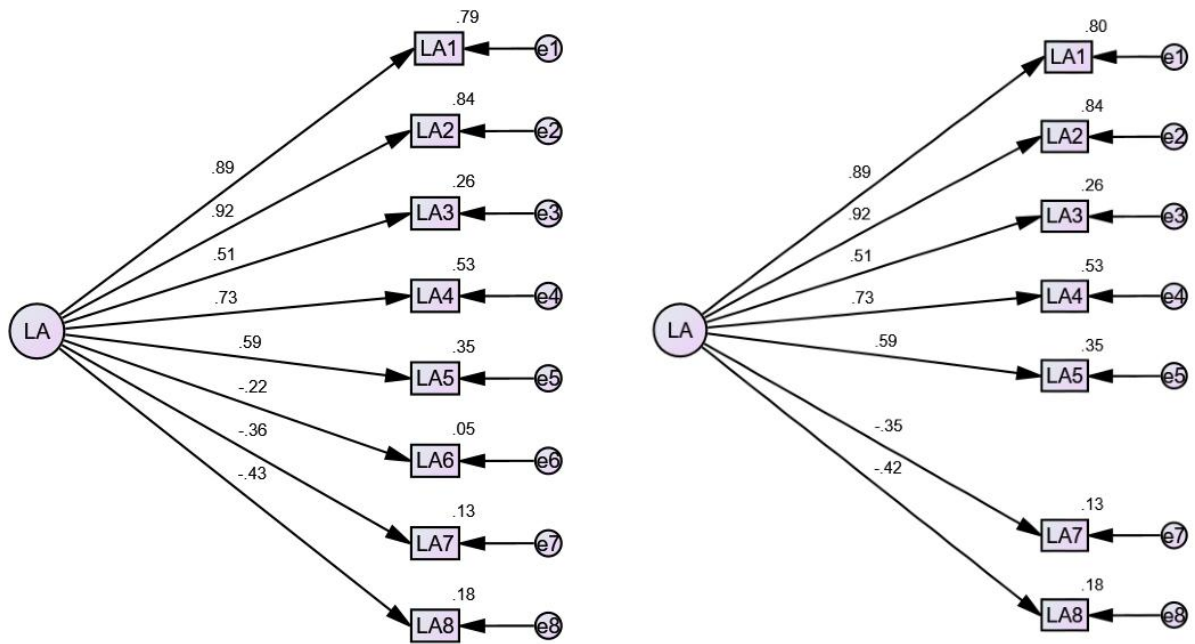 .79
LA1 e1
.84
.89
LA2 e2
.92
.26
LA3 e3
.51
.53
.73
LA4 e4
LA
.59
.35
LA5 e5
-.22
.05
-.36
LA6 e6
-.43
.13
LA7 e7
.18
LA8 e8
.80
LA1 e1
.84
.89
LA2 e2
.92
.26
LA3 e3
.51
.53
.73
LA4 e4
LA
.59
.35
LA5 e5
-.35
-.42
.13
LA7 e7
.18
LA8 e8